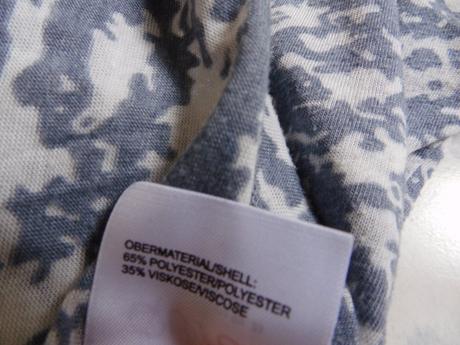 OBERMATERIAL/SHELL:
65% POLYESTER/POLYESTER
35% VISKOSE/VISCOSE